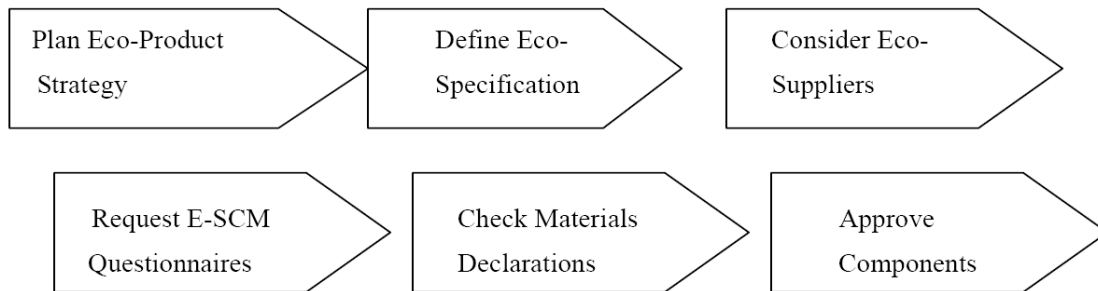 Plan Eco-Product
Strategy
Define Eco-
Specification
Consider Eco-
Suppliers
Request E-SCM
Questionnaires
Check Materials
Declarations
Approve
Components